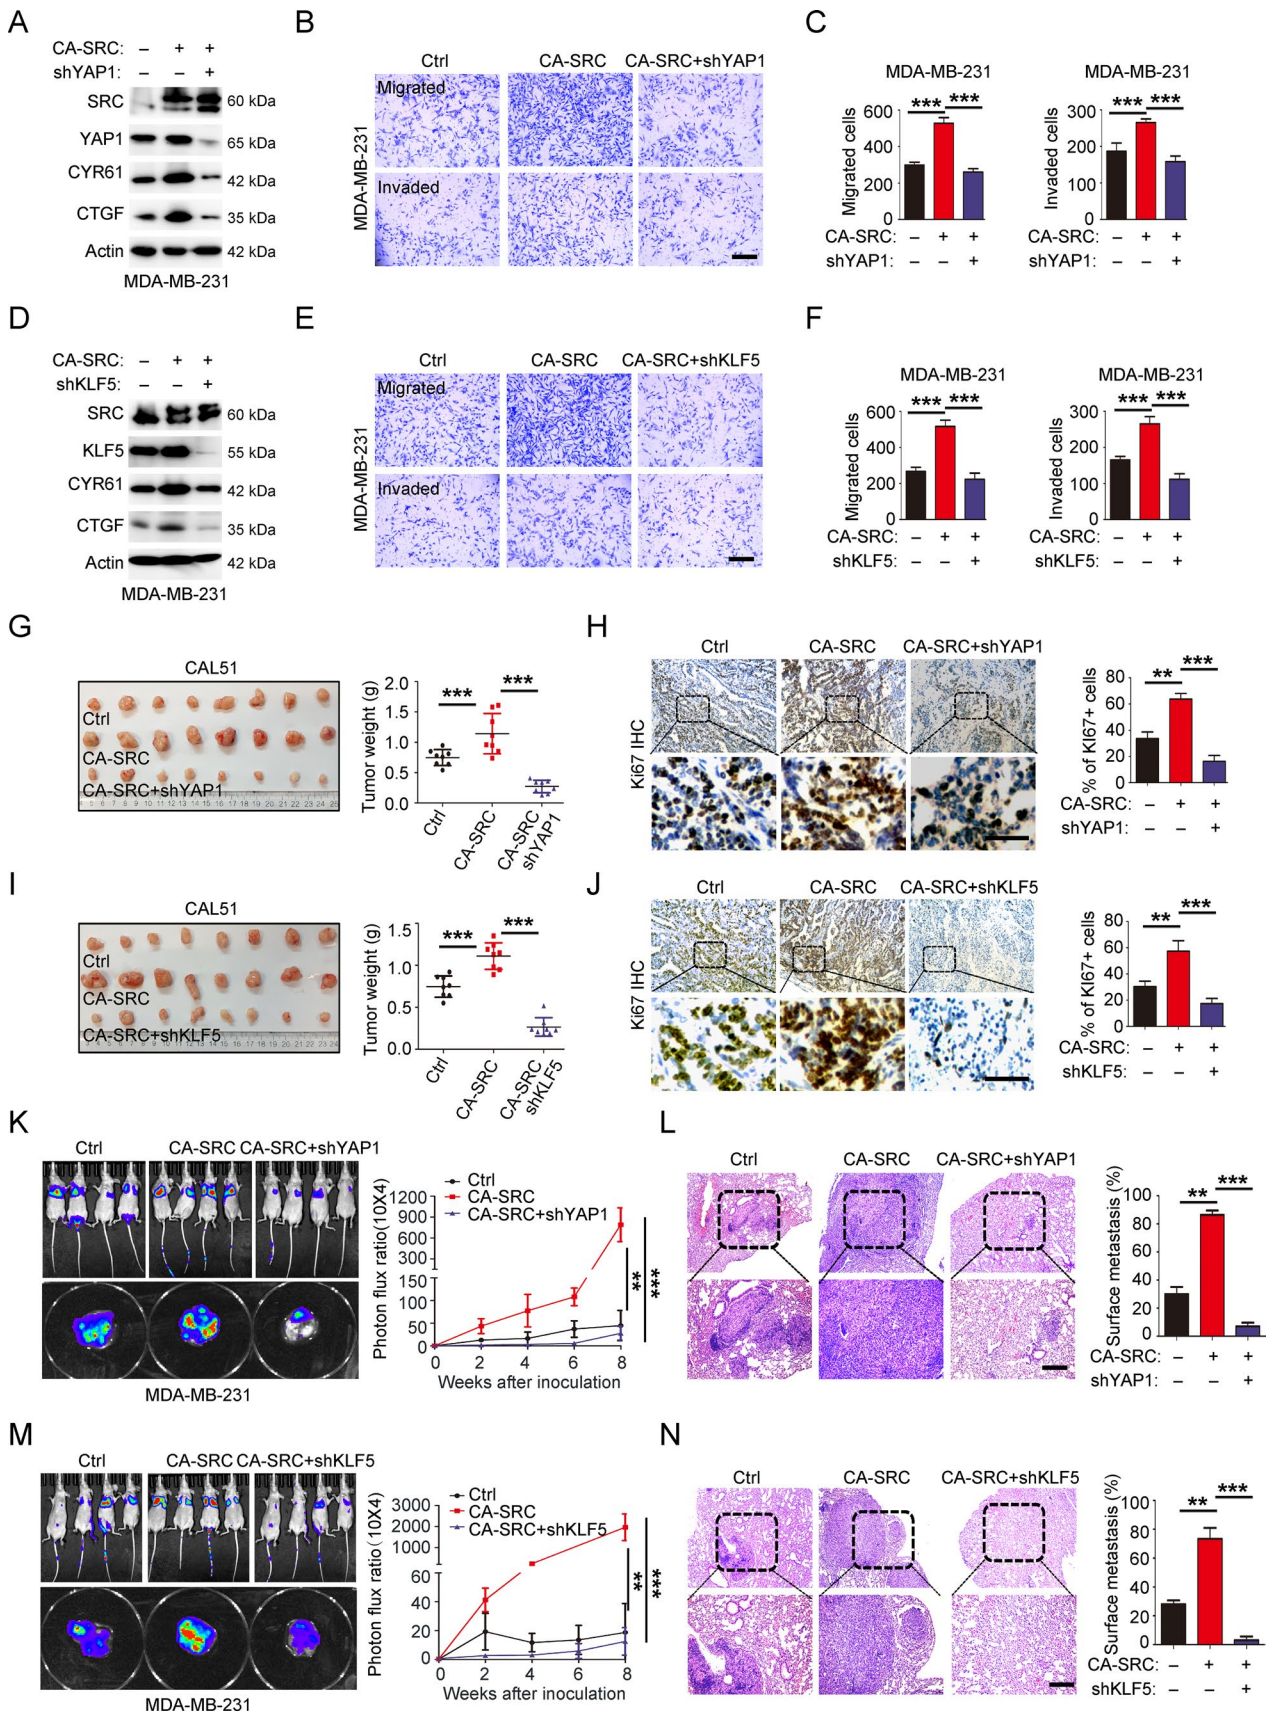 A
CA-SRC: – + +
shYAP1: – – +
SRC 60 kDa
YAP1 65 kDa
CYR61 42 kDa
CTGF 35 kDa
Actin 42 kDa
MDA-MB-231
B
Ctrl CA-SRC CA-SRC+shYAP1
MDA-MB-231
Migrated
Invaded
C
MDA-MB-231
Migrated cells
600
400
200
0
*** ***
CA-SRC: – + +
shYAP1: – – +
MDA-MB-231
Invaded cells
300
200
100
0
*** ***
CA-SRC: – + +
shYAP1: – – +
D
CA-SRC: – + +
shKLF5: – – +
SRC 60 kDa
KLF5 55 kDa
CYR61 42 kDa
CTGF 35 kDa
Actin 42 kDa
MDA-MB-231
E
Ctrl CA-SRC CA-SRC+shKLF5
MDA-MB-231
Migrated
Invaded
F
MDA-MB-231
Migrated cells
600
400
200
0
*** ***
CA-SRC: – + +
shKLF5: – – +
MDA-MB-231
Invaded cells
300
200
100
0
*** ***
CA-SRC: – + +
shKLF5: – – +
G
CAL51
Ctrl
CA-SRC
CA-SRC+shYAP1
Tumor weight (g)
2.0
1.5
1.0
0.5
0.0
*** ***
Ctrl
CA-SRC
CA-SRC
shYAP1
H
Ctrl CA-SRC CA-SRC+shYAP1
Ki67 IHC
% of KI67+ cells
80
60
40
20
0
** ***
CA-SRC: – + +
shYAP1: – – +
I
CAL51
Ctrl
CA-SRC
CA-SRC+shKLF5
Tumor weight (g)
1.5
1.0
0.5
0.0
*** ***
Ctrl
CA-SRC
CA-SRC
shKLF5
J
Ctrl CA-SRC CA-SRC+shKLF5
Ki67 IHC
% of KI67+ cells
80
60
40
20
0
** ***
CA-SRC: – + +
shKLF5: – – +
K
Ctrl CA-SRC CA-SRC+shYAP1
MDA-MB-231
Photon flux ratio(10X4)
1200
900
600
300
150
100
50
0
Ctrl
CA-SRC
CA-SRC+shYAP1
** ***
0 2 4 6 8
Weeks after inoculation
L
Ctrl CA-SRC CA-SRC+shYAP1
Surface metastasis (%)
100
80
60
40
20
0
** ***
CA-SRC: – + +
shYAP1: – – +
M
Ctrl CA-SRC CA-SRC+shKLF5
MDA-MB-231
Photon flux ratio (10X4)
3000
2000
1000
60
40
20
0
Ctrl
CA-SRC
CA-SRC+shKLF5
** ***
0 2 4 6 8
Weeks after inoculation
N
Ctrl CA-SRC CA-SRC+shKLF5
Surface metastasis (%)
100
80
60
40
20
0
** ***
CA-SRC: – + +
shKLF5: – – +